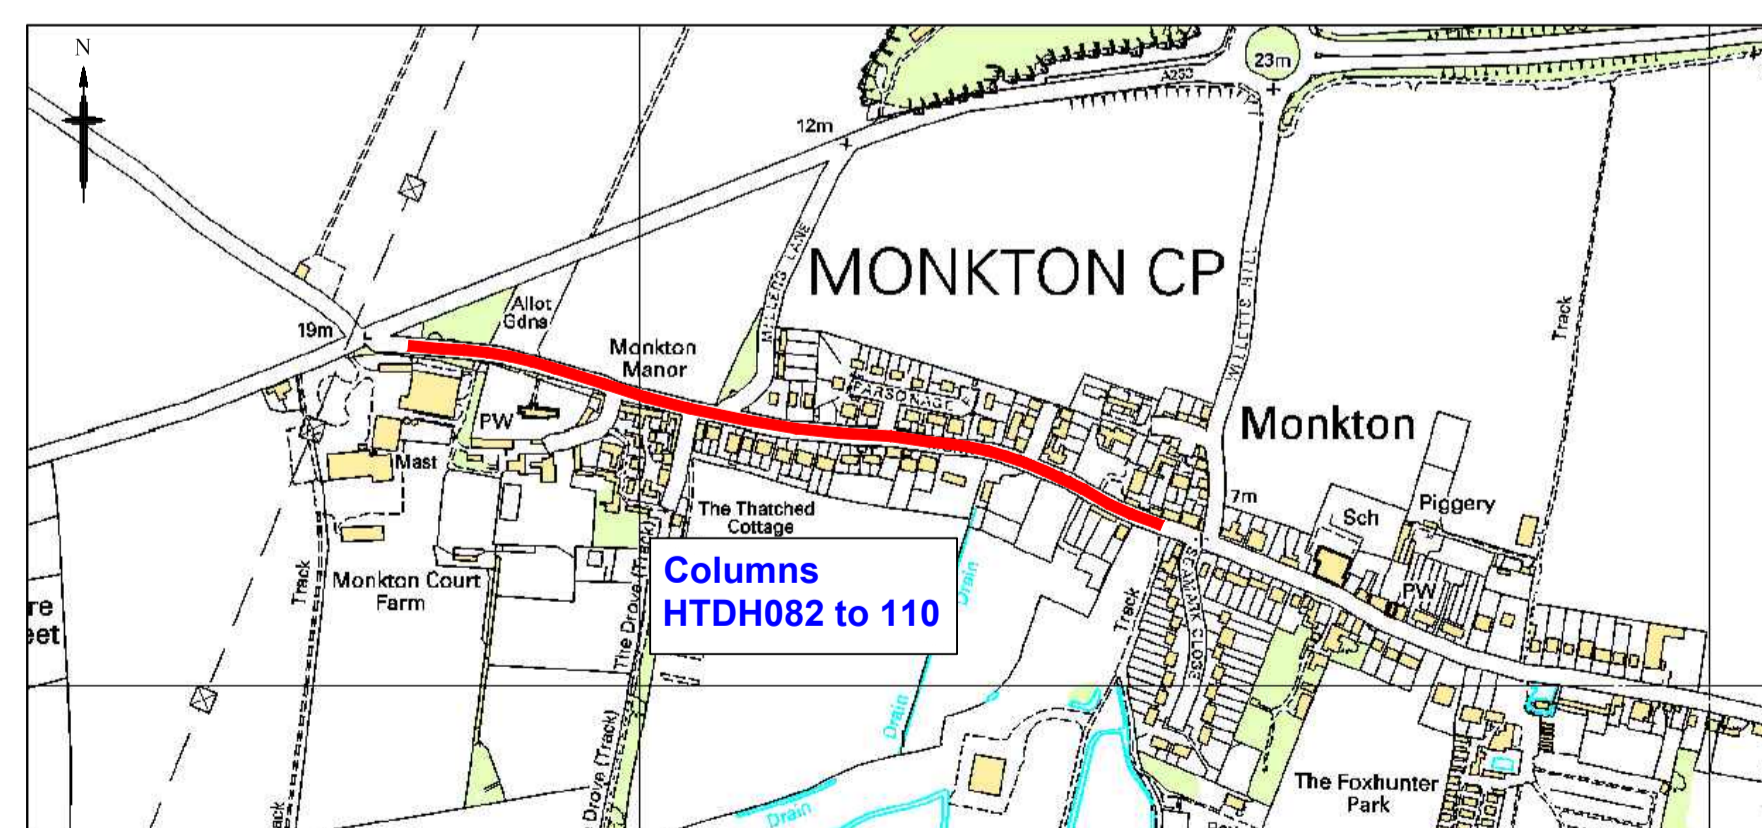 N
23m
A253
12m
MILLERS LANE
MONKTON CP
WILLETTS HILL
Track
19m
Allot
Gdns
Monkton
Manor
PARSONAGE
PW
Monkton
Mast
7m
Piggery
Sch
The Thatched
Cottage
Columns
HTDH082 to 110
Drain
Monkton Court
Farm
Track
The Drove (Track)
Track
PW
CLOSE
re
eet
Drain
Drove (Track)
The Foxhunter
Park
Drain
ack